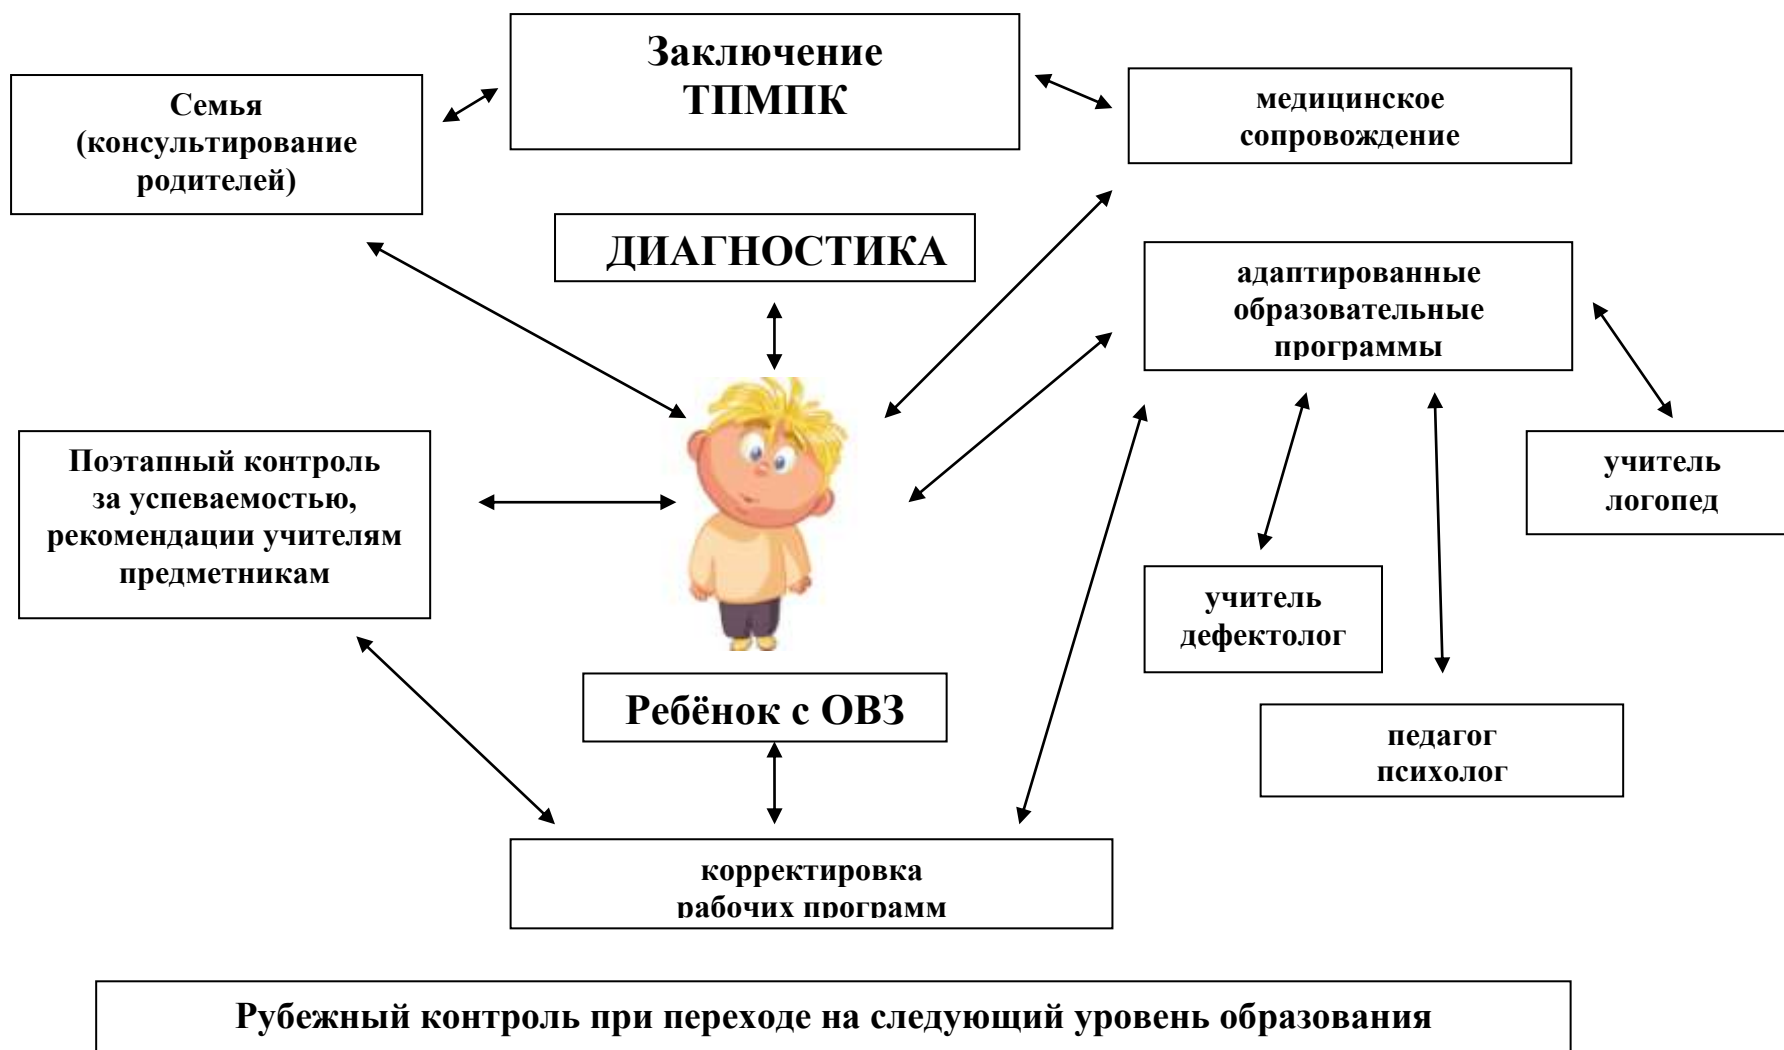 Заключение
ТПМПК
Семья
(консультирование
родителей)
медицинское
сопровождение
ДИАГНОСТИКА
адаптированные
образовательные
программы
Поэтапный контроль
за успеваемостью,
рекомендации учителям
предметникам
учитель
логопед
учитель
дефектолог
Ребёнок с ОВЗ
педагог
психолог
корректировка
рабочих программ
Рубежный контроль при переходе на следующий уровень образования